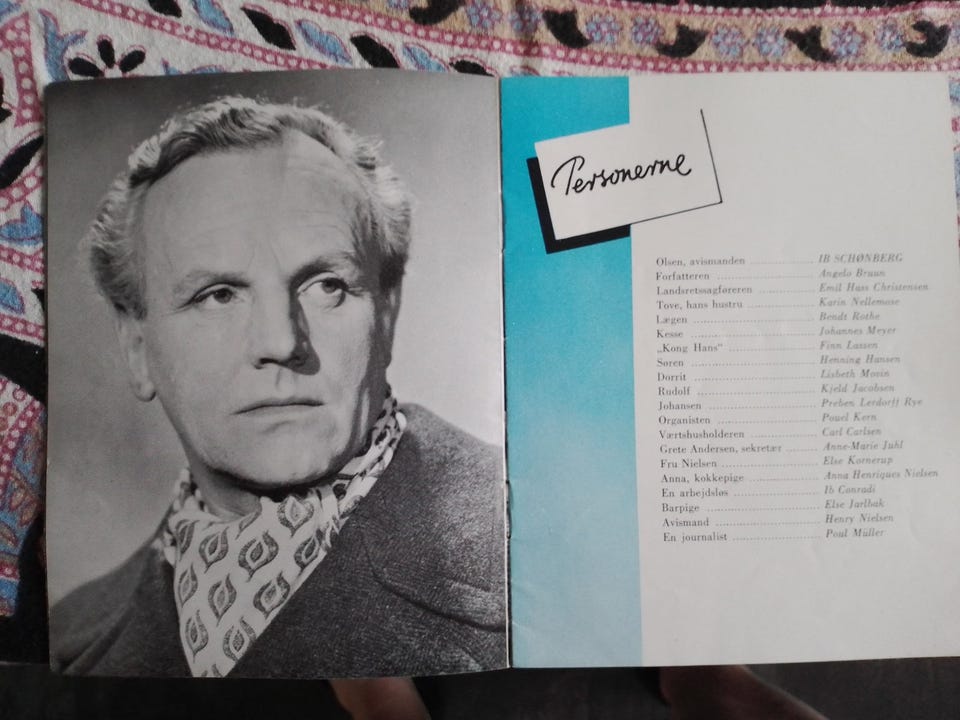 Personerne
Olsen, avismanden ............ IB SCHØNBERG
Forfatteren ............ Angelo Bruun
Landsretssagføreren ............ Emil Hass Christensen
Tove, hans hustru ............ Karin Nellemose
Lægen ............ Bendt Rothe
Kesse ............ Johannes Meyer
„Kong Hans" ............ Finn Lassen
Søren ............ Henning Hansen
Dorrit ............ Lisbeth Movin
Rudolf ............ Kjeld Jacobsen
Johansen ............ Preben Lerdorff Rye
Organisten ............ Pouel Kern
Værtshusholderen ............ Carl Carlsen
Grete Andersen, sekretær ............ Anne-Marie Juhl
Fru Nielsen ............ Else Kornerup
Anna, kokkepige ............ Anna Henriques Nielsen
En arbejdsløs ............ Ib Conradi
Barpige ............ Else Jarlbak
Avismand ............ Henry Nielsen
En journalist ............ Poul Müller